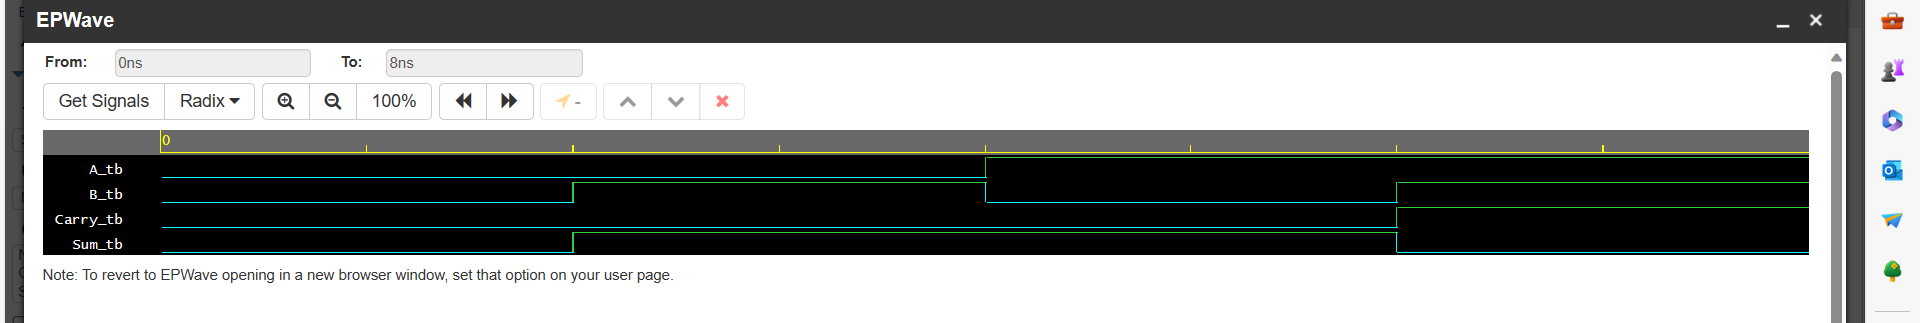 EPWave
From: 0ns To: 8ns
Get Signals Radix 100% -
0
A_tb
B_tb
Carry_tb
Sum_tb
Note: To revert to EPWave opening in a new browser window, set that option on your user page.